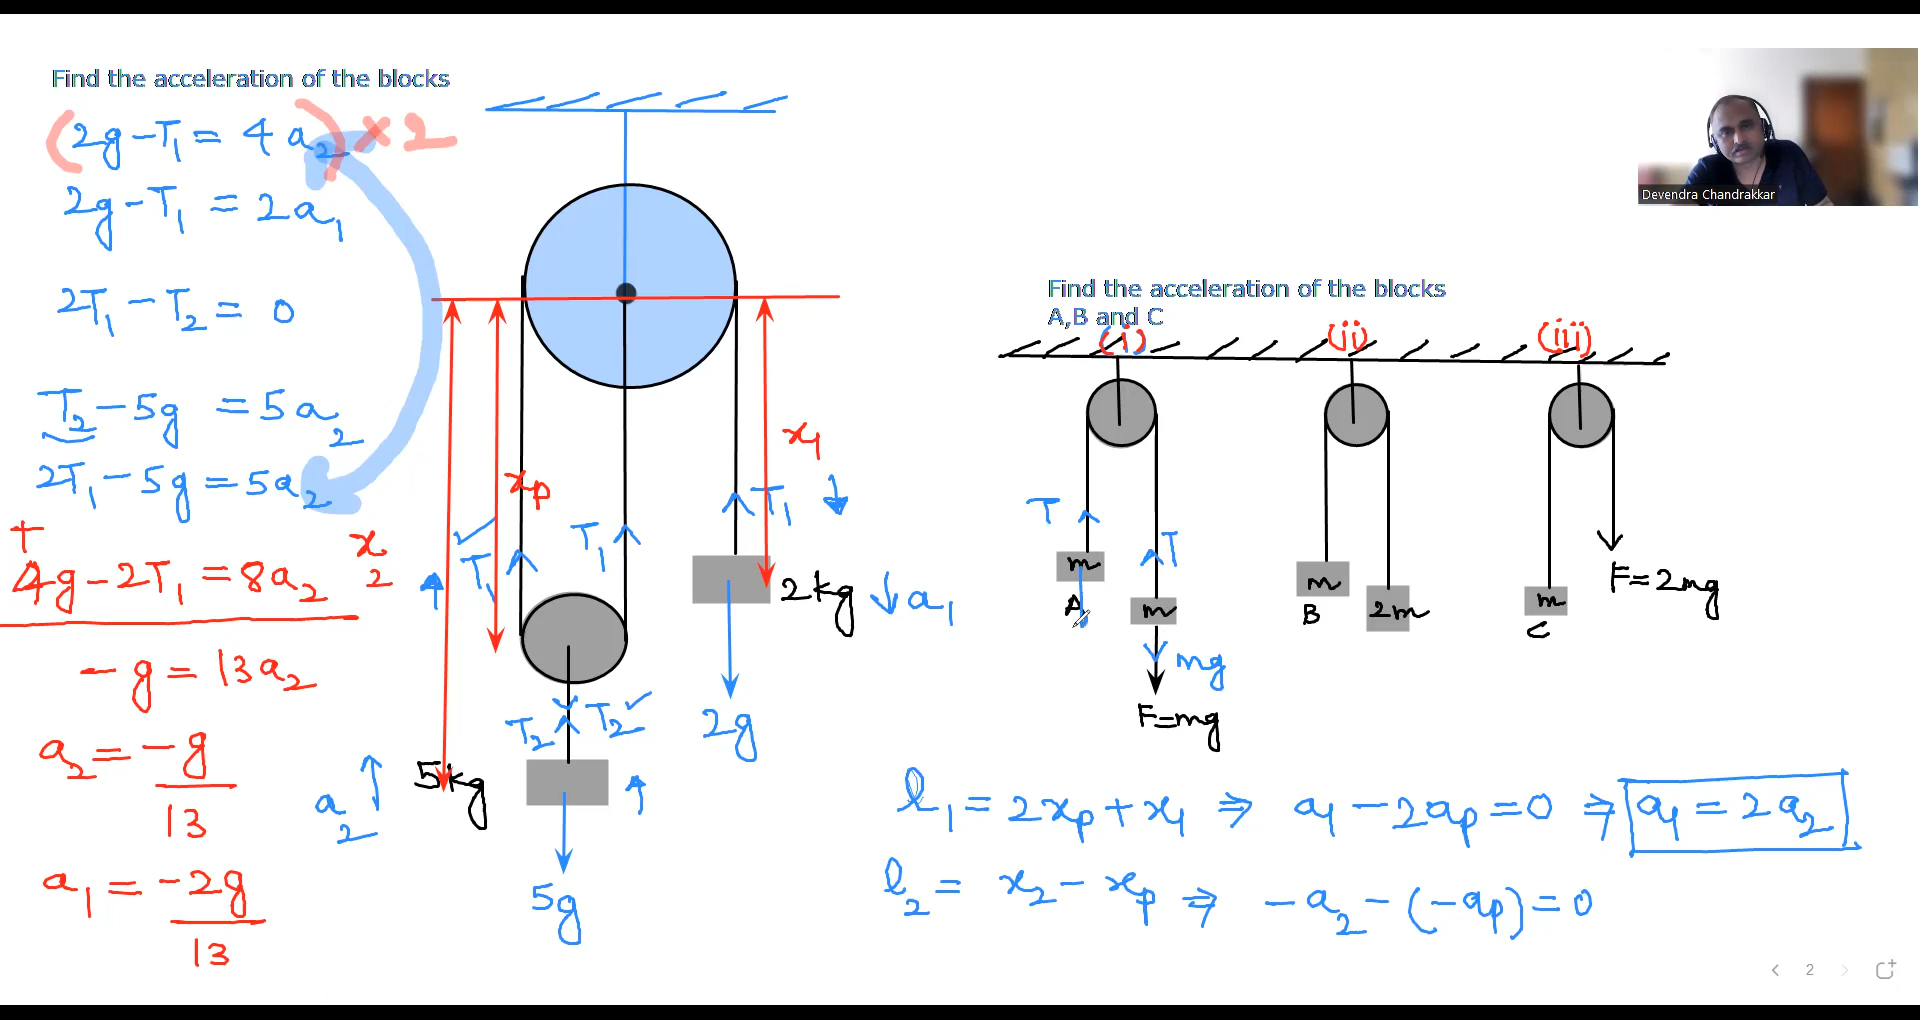 Find the acceleration of the blocks
(2g-T₁ = 4a₂) × 2
2g-T₁ = 2a₁
2T₁ - T₂ = 0
T₂ - 5g = 5a₂
2T₁ - 5g = 5a₂
+
4g - 2T₁ = 8a₂
x₂
-g = 13a₂
a₂ = -g/13
a₁ = -2g/13
xp
x₁
T₁
T₁
T₁
2kg
a₁
T₂
T₂
2g
5kg
a₂
5g
Devendra Chandrakkar
Find the acceleration of the blocks
A,B and C
(i)
(ii)
(iii)
T
T
m
A
m
mg
F=mg
m
B
2m
m
C
F=2mg
l₁ = 2xp + x₁ ⇒ a₁ - 2ap = 0 ⇒ a₁ = 2a₂
l₂ = x₂ - xp ⇒ -a₂ - (-ap) = 0
2